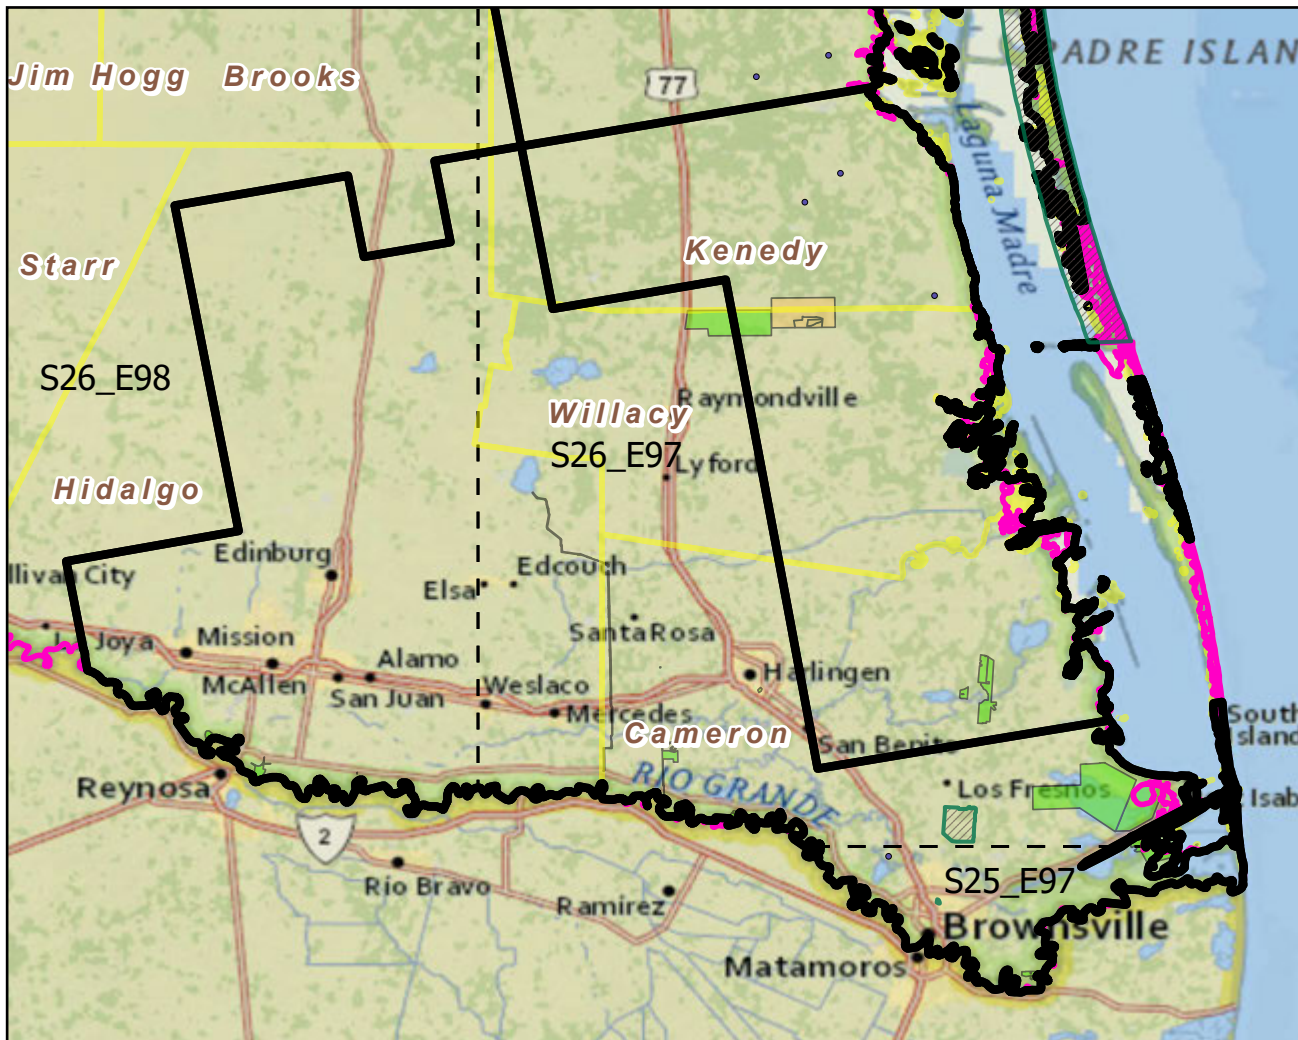 PADRE ISLAN
77
Jim Hogg
Brooks
Laguna Madre
Starr
Kenedy
S26_E98
Raymondville
Willacy
S26_E97
Lyford
Hidalgo
Edinburg
llivan City
Edcouch
Elsa
Santa Rosa
Joya
Mission
Alamo
Harlingen
McAllen
San Juan
Weslaco
Mercedes
Cameron
South
Island
San Benito
RIO GRANDE
Reynosa
Los Fresnos
Isab
2
Rio Bravo
S25_E97
Ramirez
Brownsville
Matamoros